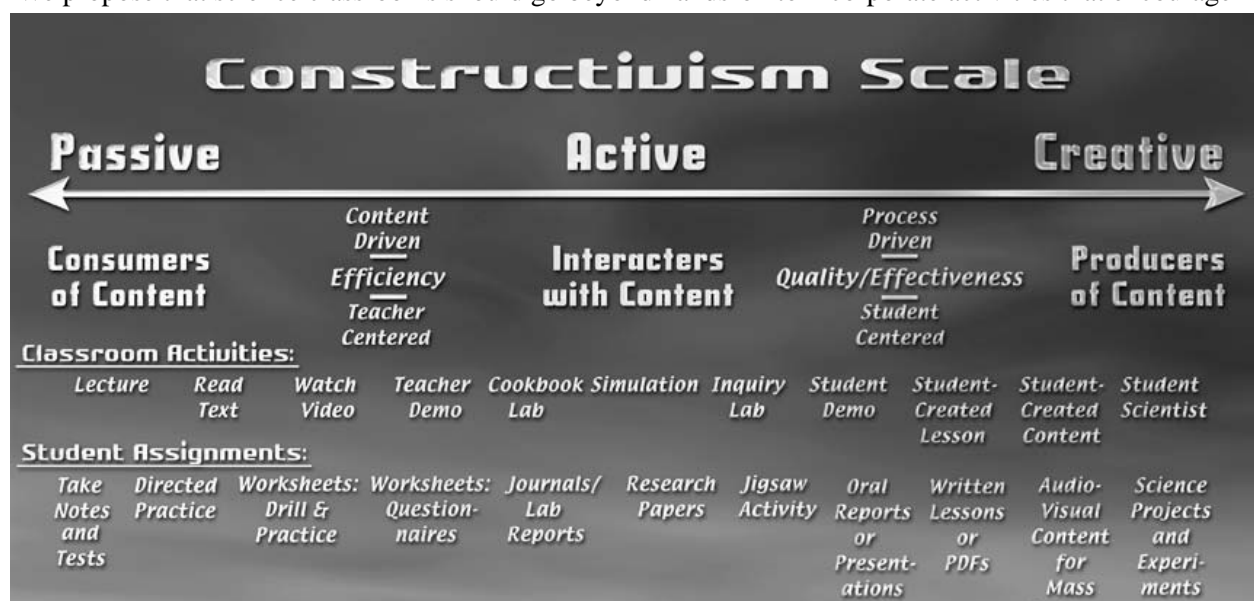 Constructivism Scale
Passive Active Creative
Content
Driven
Efficiency
Teacher
Centered
Process
Driven
Quality/Effectiveness
Student
Centered
Consumers
of Content
Interacters
with Content
Producers
of Content
Classroom Activities:
Lecture
Read
Text
Watch
Video
Teacher
Demo
Cookbook
Lab
Simulation
Inquiry
Lab
Student
Demo
Student-
Created
Lesson
Student-
Created
Content
Student
Scientist
Student Assignments:
Take
Notes
and
Tests
Directed
Practice
Worksheets:
Drill &
Practice
Worksheets:
Question-
naires
Journals/
Lab
Reports
Research
Papers
Jigsaw
Activity
Oral
Reports
or
Present-
ations
Written
Lessons
or
PDFs
Audio-
Visual
Content
for
Mass
Science
Projects
and
Experi-
ments